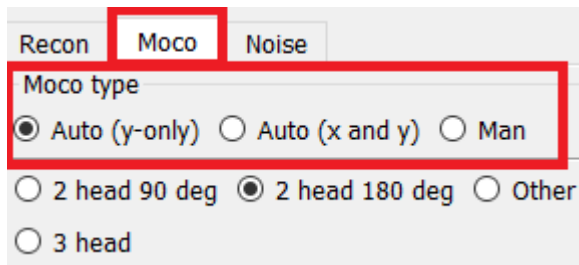 Recon Moco Noise
Moco type
Auto (y-only) Auto (x and y) Man
2 head 90 deg 2 head 180 deg Other
3 head